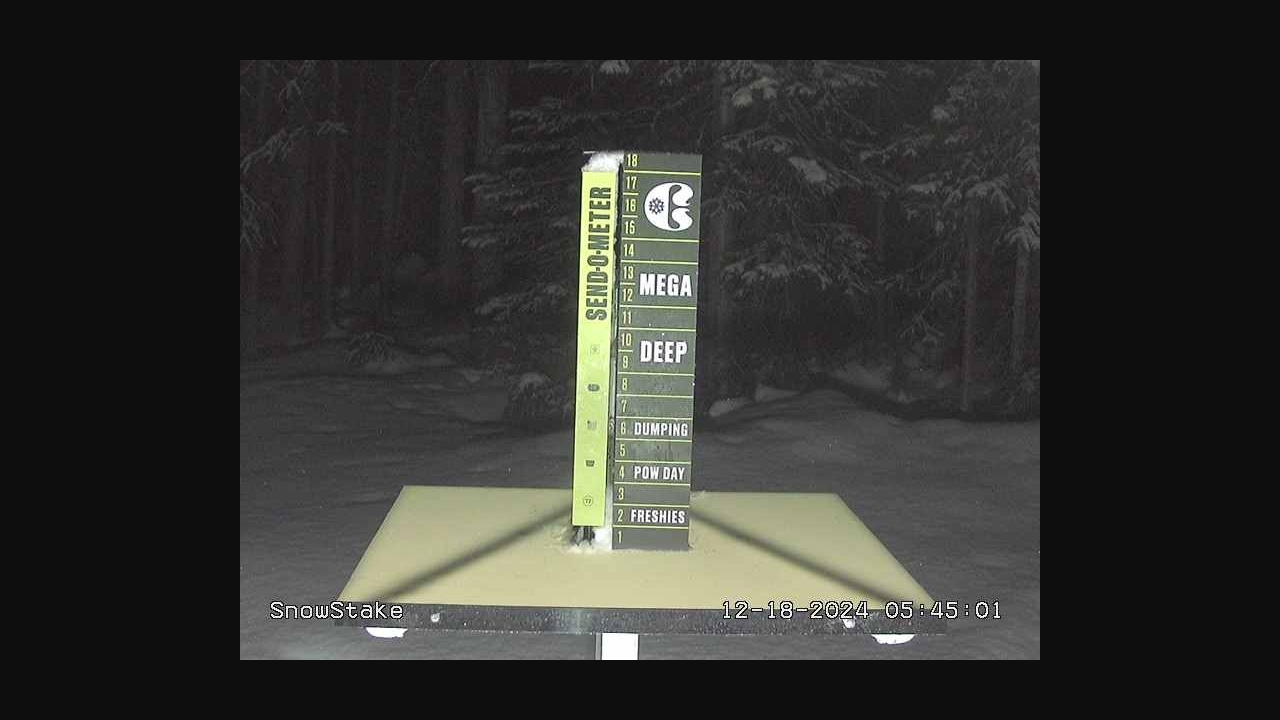 SEND-O-METER
18
17
16
15
14
13
MEGA
12
11
10
DEEP
9
8
7
6 DUMPING
5
4 POW DAY
3
2 FRESHIES
1
SnowStake
12-18-2024 05:45:01